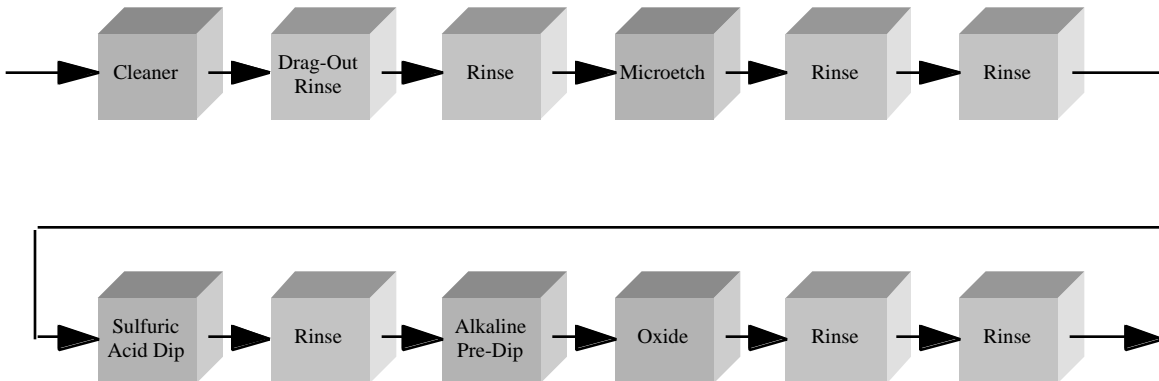 Cleaner
Drag-Out
Rinse
Rinse
Microetch
Rinse
Rinse
Sulfuric
Acid Dip
Rinse
Alkaline
Pre-Dip
Oxide
Rinse
Rinse